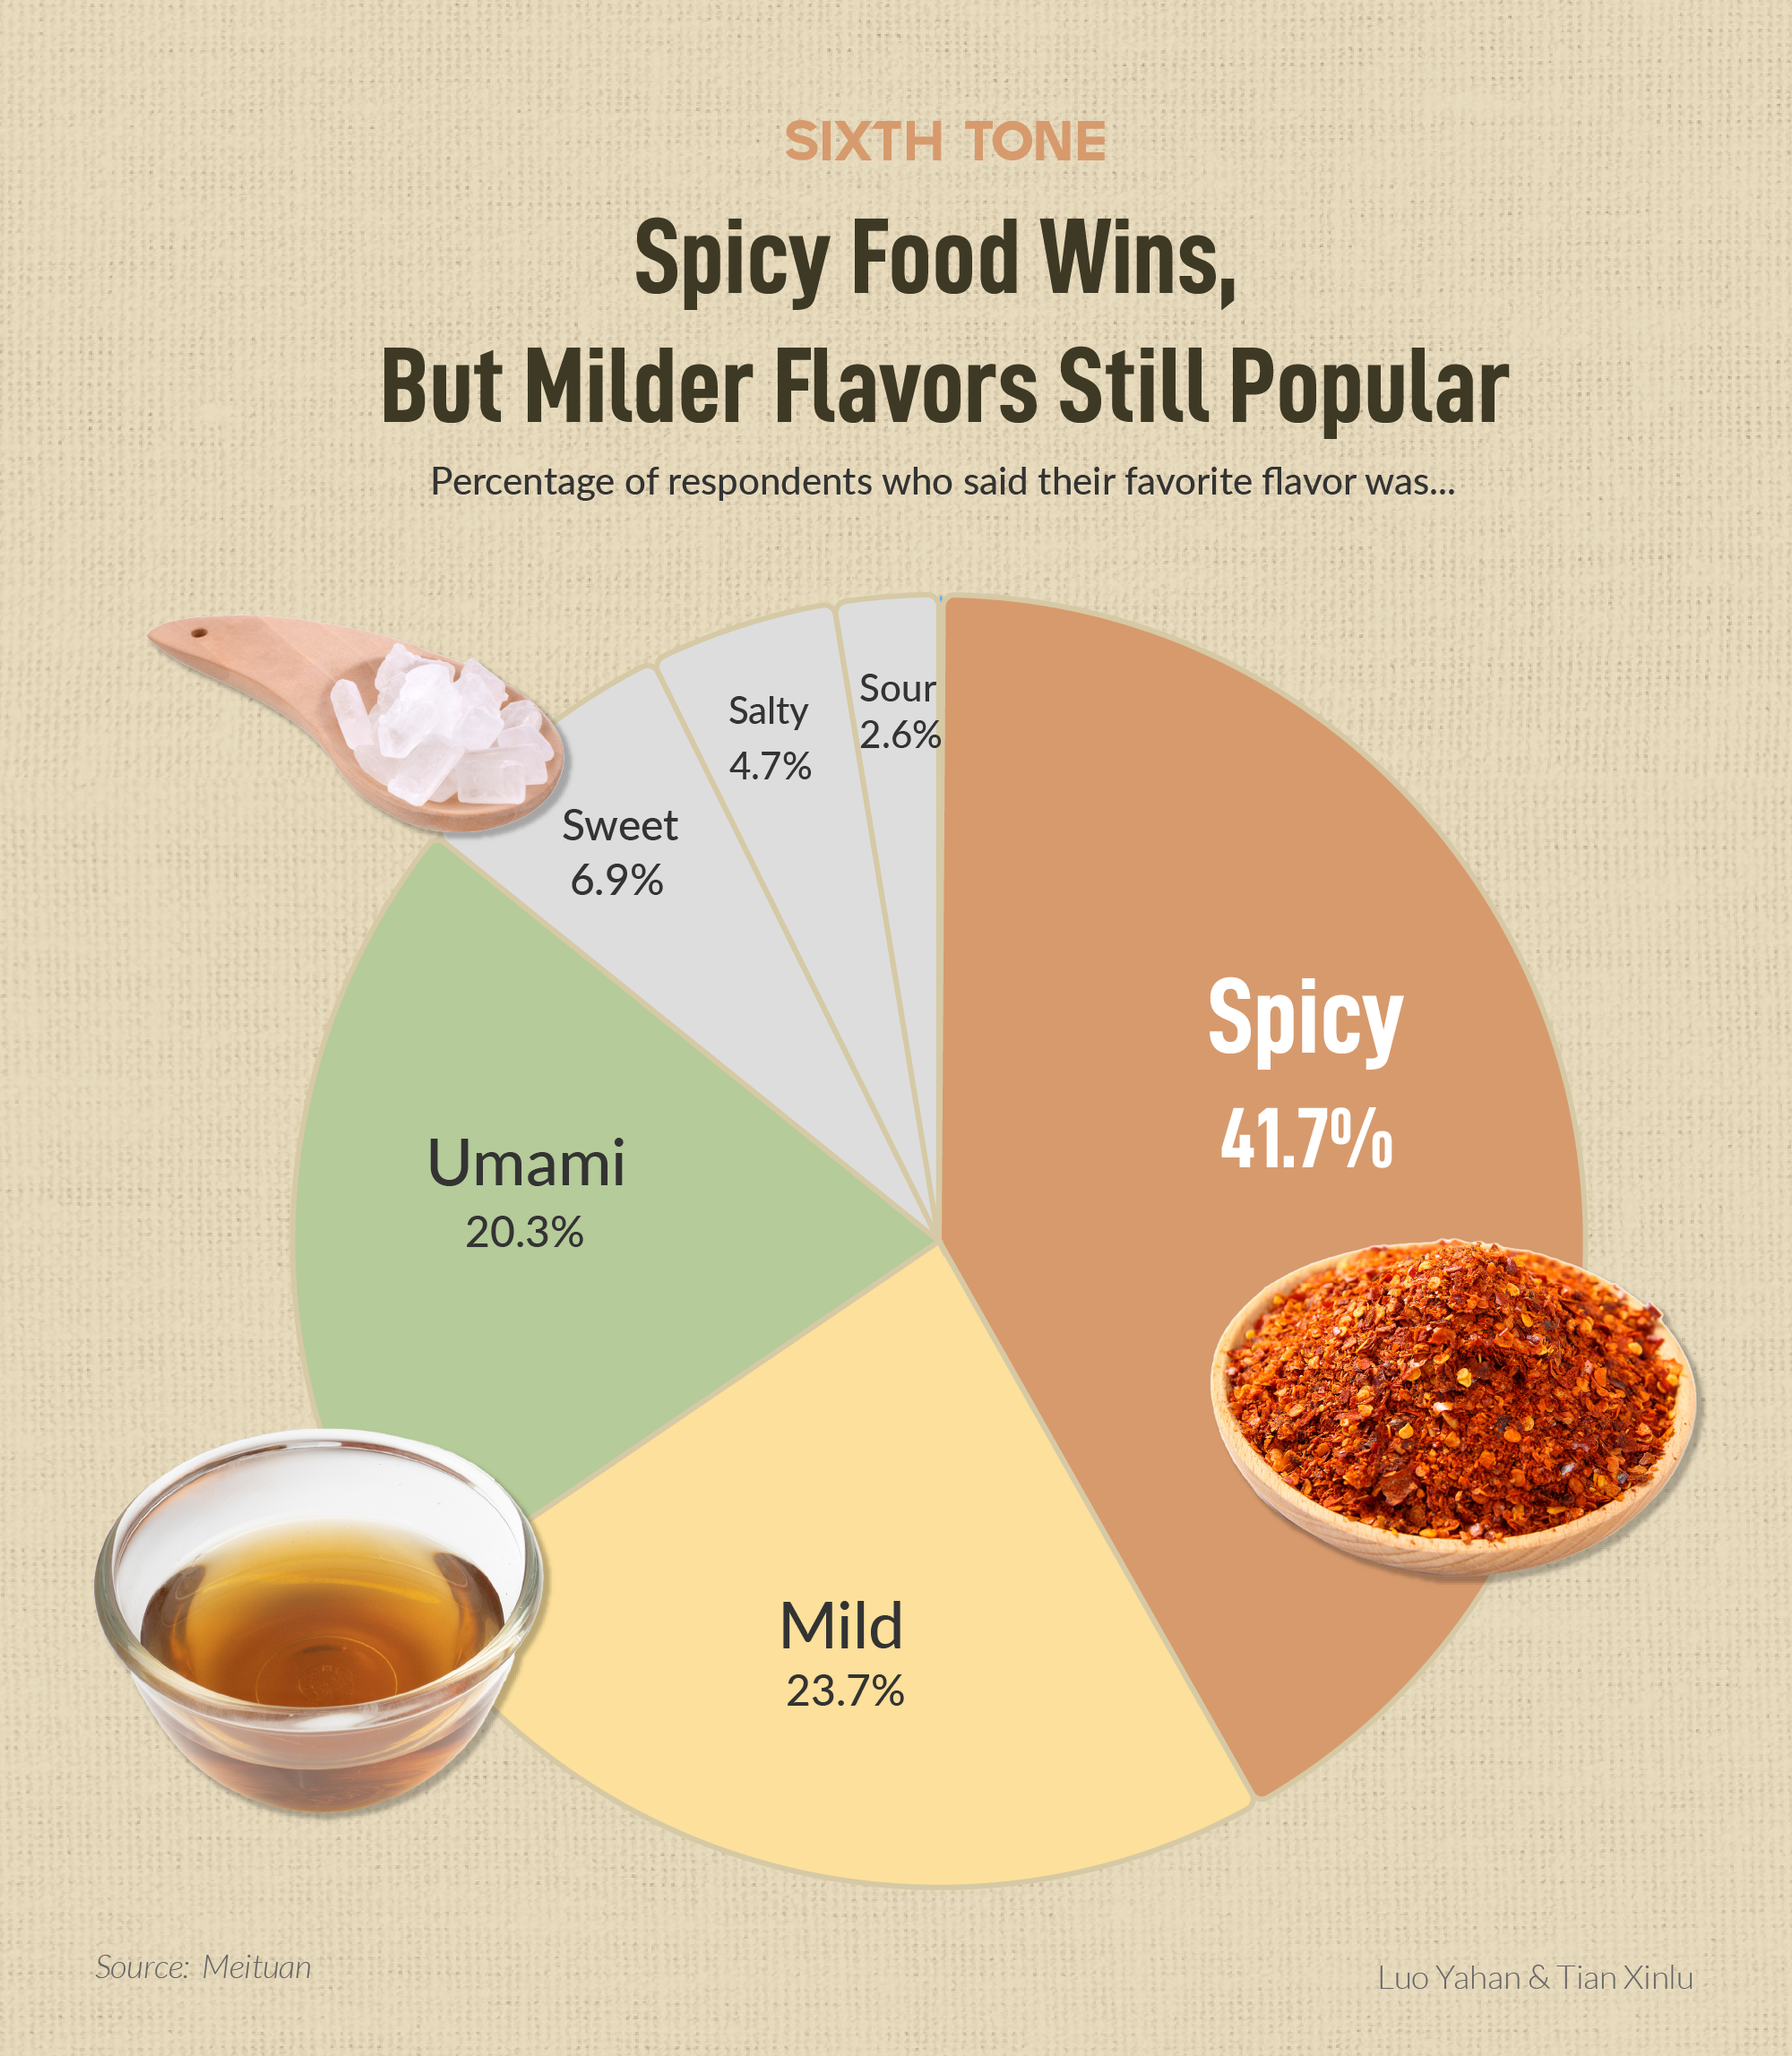 SIXTH TONE
Spicy Food Wins,
But Milder Flavors Still Popular
Percentage of respondents who said their favorite flavor was...
Sour
2.6%
Salty
4.7%
Sweet
6.9%
Spicy
41.7%
Umami
20.3%
Mild
23.7%
Source: Meituan
Luo Yahan & Tian Xinlu